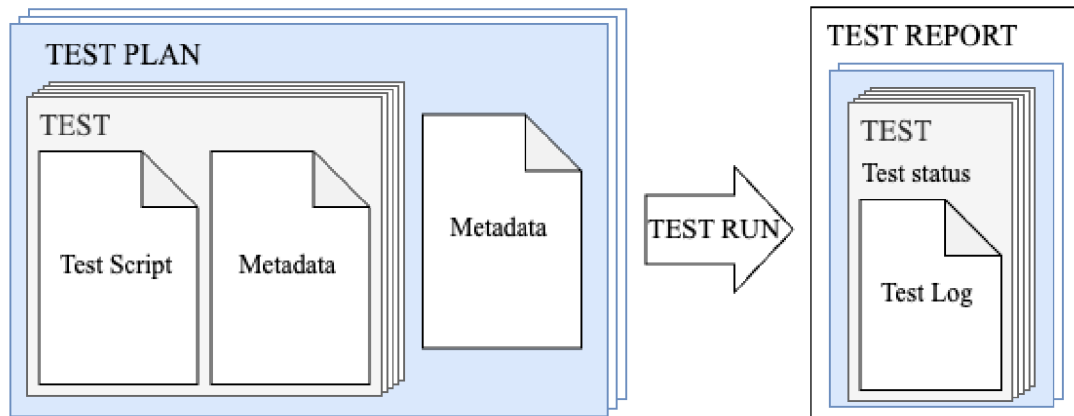 TEST PLAN
TEST
Test Script
Metadata
Metadata
TEST RUN
TEST REPORT
TEST
Test status
Test Log